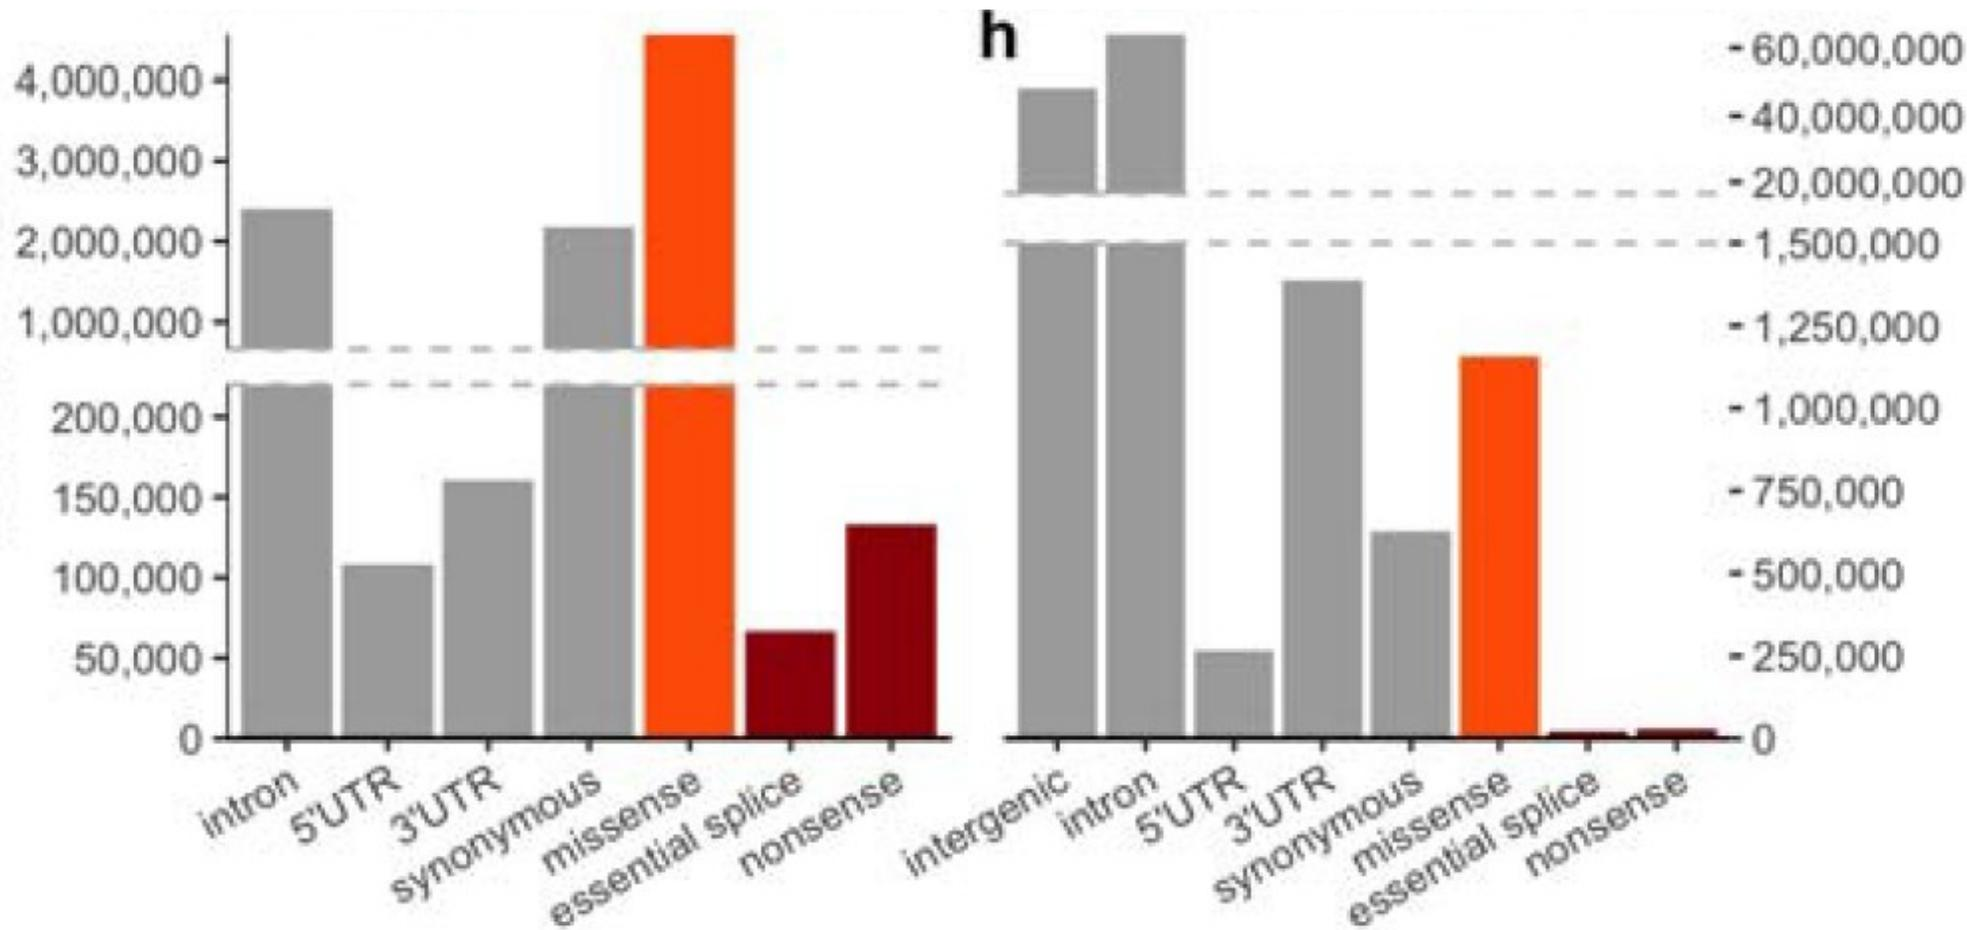 4,000,000
3,000,000
2,000,000
1,000,000
200,000
150,000
100,000
50,000
0
intron
5'UTR
3'UTR
synonymous
missense
essential splice
nonsense
h
60,000,000
40,000,000
20,000,000
1,500,000
1,250,000
1,000,000
750,000
500,000
250,000
0
intergenic
intron
5'UTR
3'UTR
synonymous
missense
essential splice
nonsense